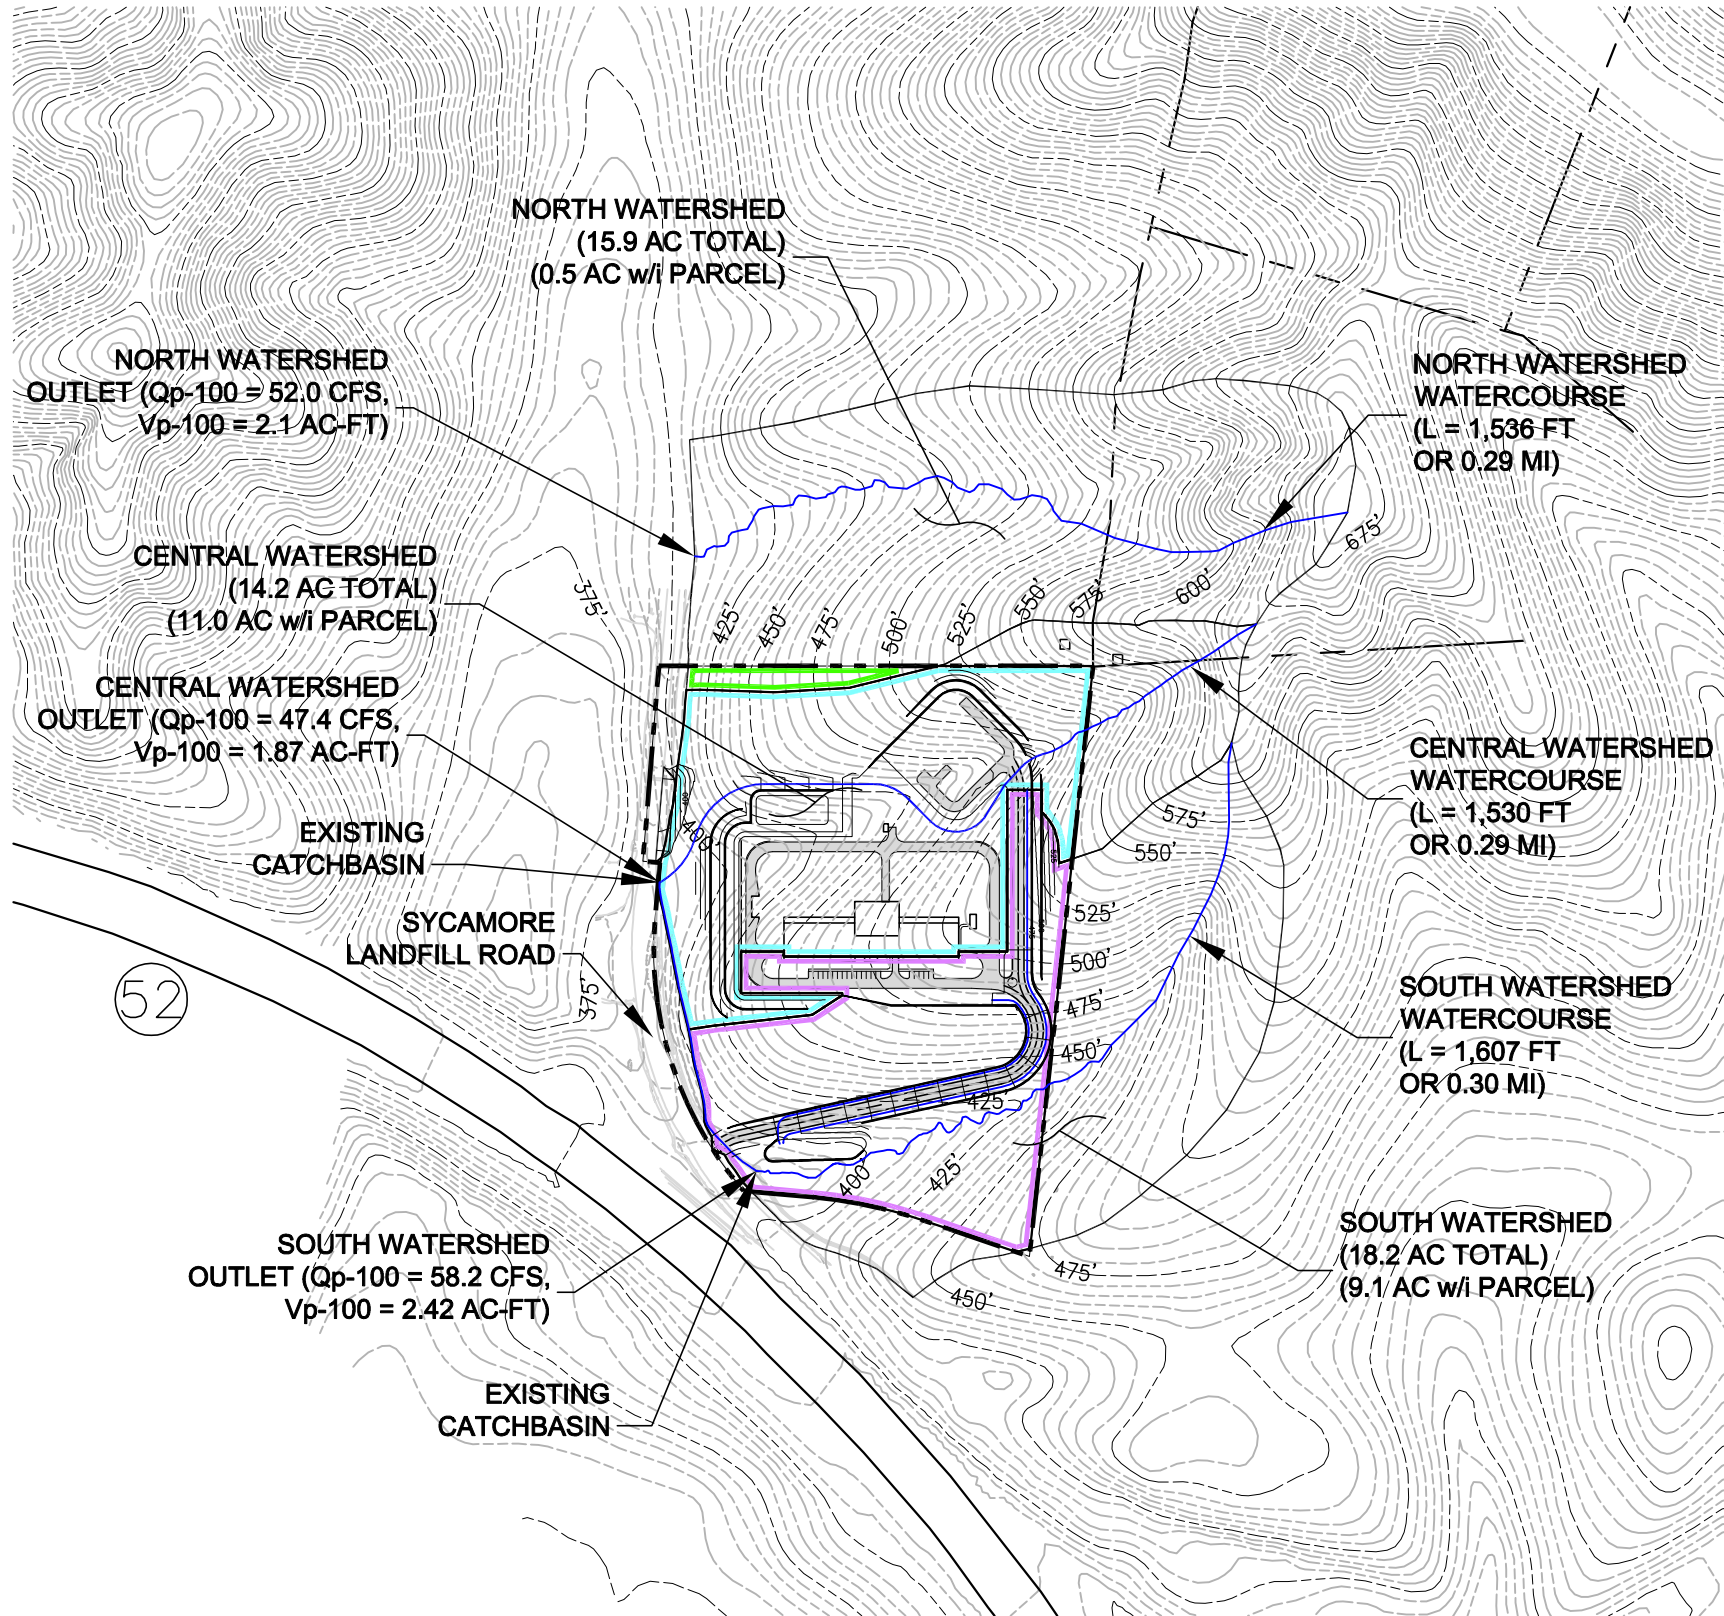 NORTH WATERSHED
(15.9 AC TOTAL)
(0.5 AC w/i PARCEL)
NORTH WATERSHED
OUTLET (Qp-100 = 52.0 CFS,
Vp-100 = 2.1 AC-FT)
NORTH WATERSHED
WATERCOURSE
(L = 1,536 FT
OR 0.29 MI)
CENTRAL WATERSHED
(14.2 AC TOTAL)
(11.0 AC w/i PARCEL)
675'
375'
425'
450'
475'
500'
525'
550'
575'
600'
CENTRAL WATERSHED
OUTLET (Qp-100 = 47.4 CFS,
Vp-100 = 1.87 AC-FT)
CENTRAL WATERSHED
WATERCOURSE
(L = 1,530 FT
OR 0.29 MI)
EXISTING
CATCHBASIN
400'
575'
550'
525'
500'
475'
450'
425'
SYCAMORE
LANDFILL ROAD
375'
52
SOUTH WATERSHED
WATERCOURSE
(L = 1,607 FT
OR 0.30 MI)
400'
425'
SOUTH WATERSHED
(18.2 AC TOTAL)
(9.1 AC w/i PARCEL)
SOUTH WATERSHED
OUTLET (Qp-100 = 58.2 CFS,
Vp-100 = 2.42 AC-FT)
475'
450'
EXISTING
CATCHBASIN